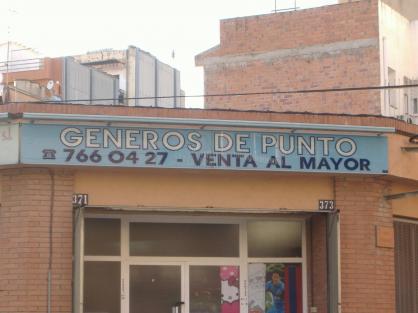 GENEROS DE PUNTO
☎ 766 04 27 - VENTA AL MAYOR
371
373